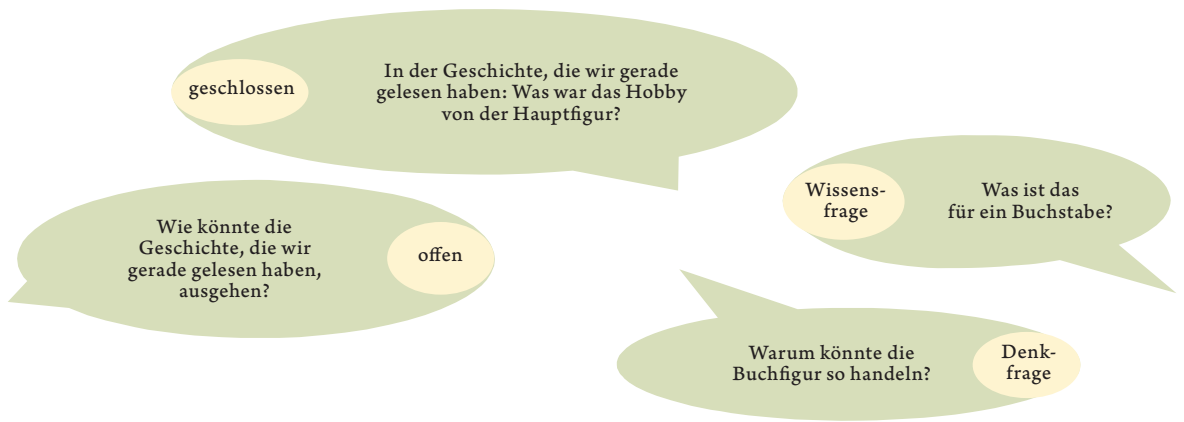 geschlossen
In der Geschichte, die wir gerade
gelesen haben: Was war das Hobby
von der Hauptfigur?
Wissens-
frage
Was ist das
für ein Buchstabe?
Wie könnte die
Geschichte, die wir
gerade gelesen haben,
ausgehen?
offen
Warum könnte die
Buchfigur so handeln?
Denk-
frage